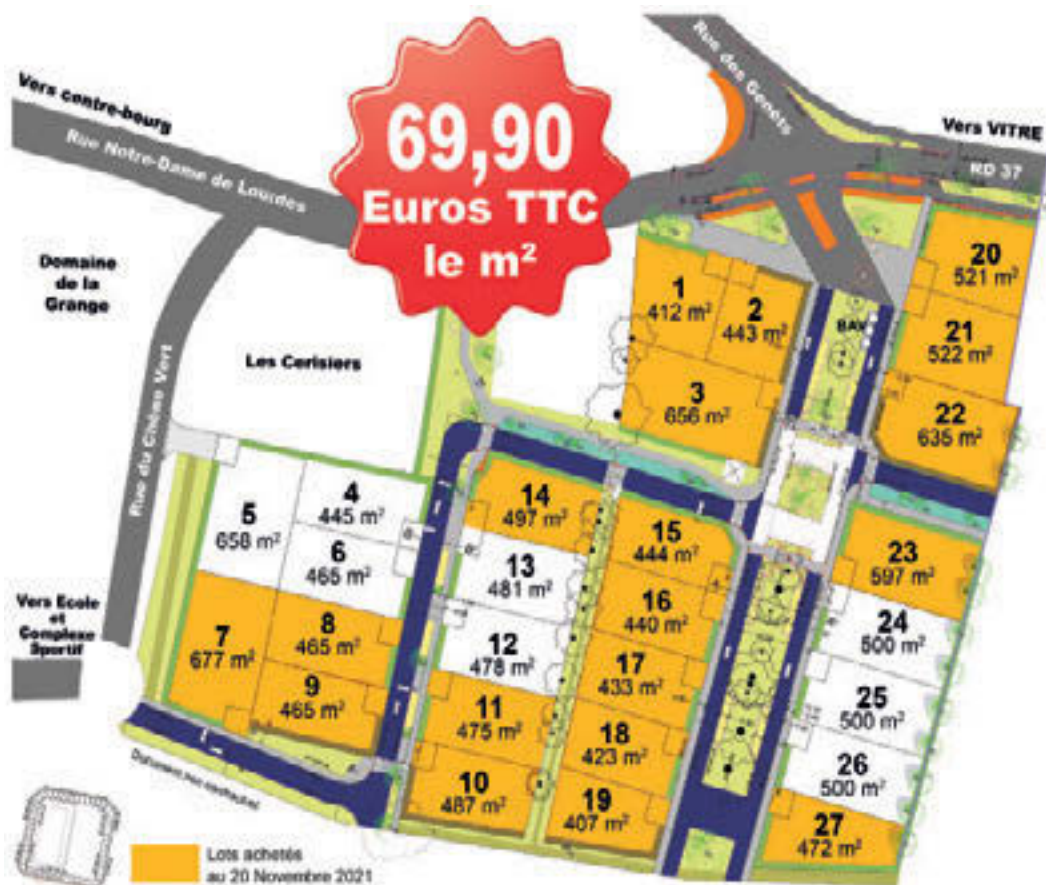 69,90
Euros TTC
le m²
Vers centre-bourg
Rue Notre-Dame de Lourdes
Rue des Genêts
Vers VITRE
RD 37
Domaine
de la
Grange
Les Cerisiers
Rue du Chêne Vert
Vers Ecole
et
Complexe
Sportif
BAV
1
412 m²
2
443 m²
3
656 m²
20
521 m²
21
522 m²
22
635 m²
4
445 m²
5
658 m²
6
465 m²
7
677 m²
8
465 m²
9
465 m²
14
497 m²
13
481 m²
12
478 m²
11
475 m²
10
487 m²
15
444 m²
16
440 m²
17
433 m²
18
423 m²
19
407 m²
23
597 m²
24
500 m²
25
500 m²
26
500 m²
27
472 m²
Document non contractuel
Lots achetés
au 20 Novembre 2021